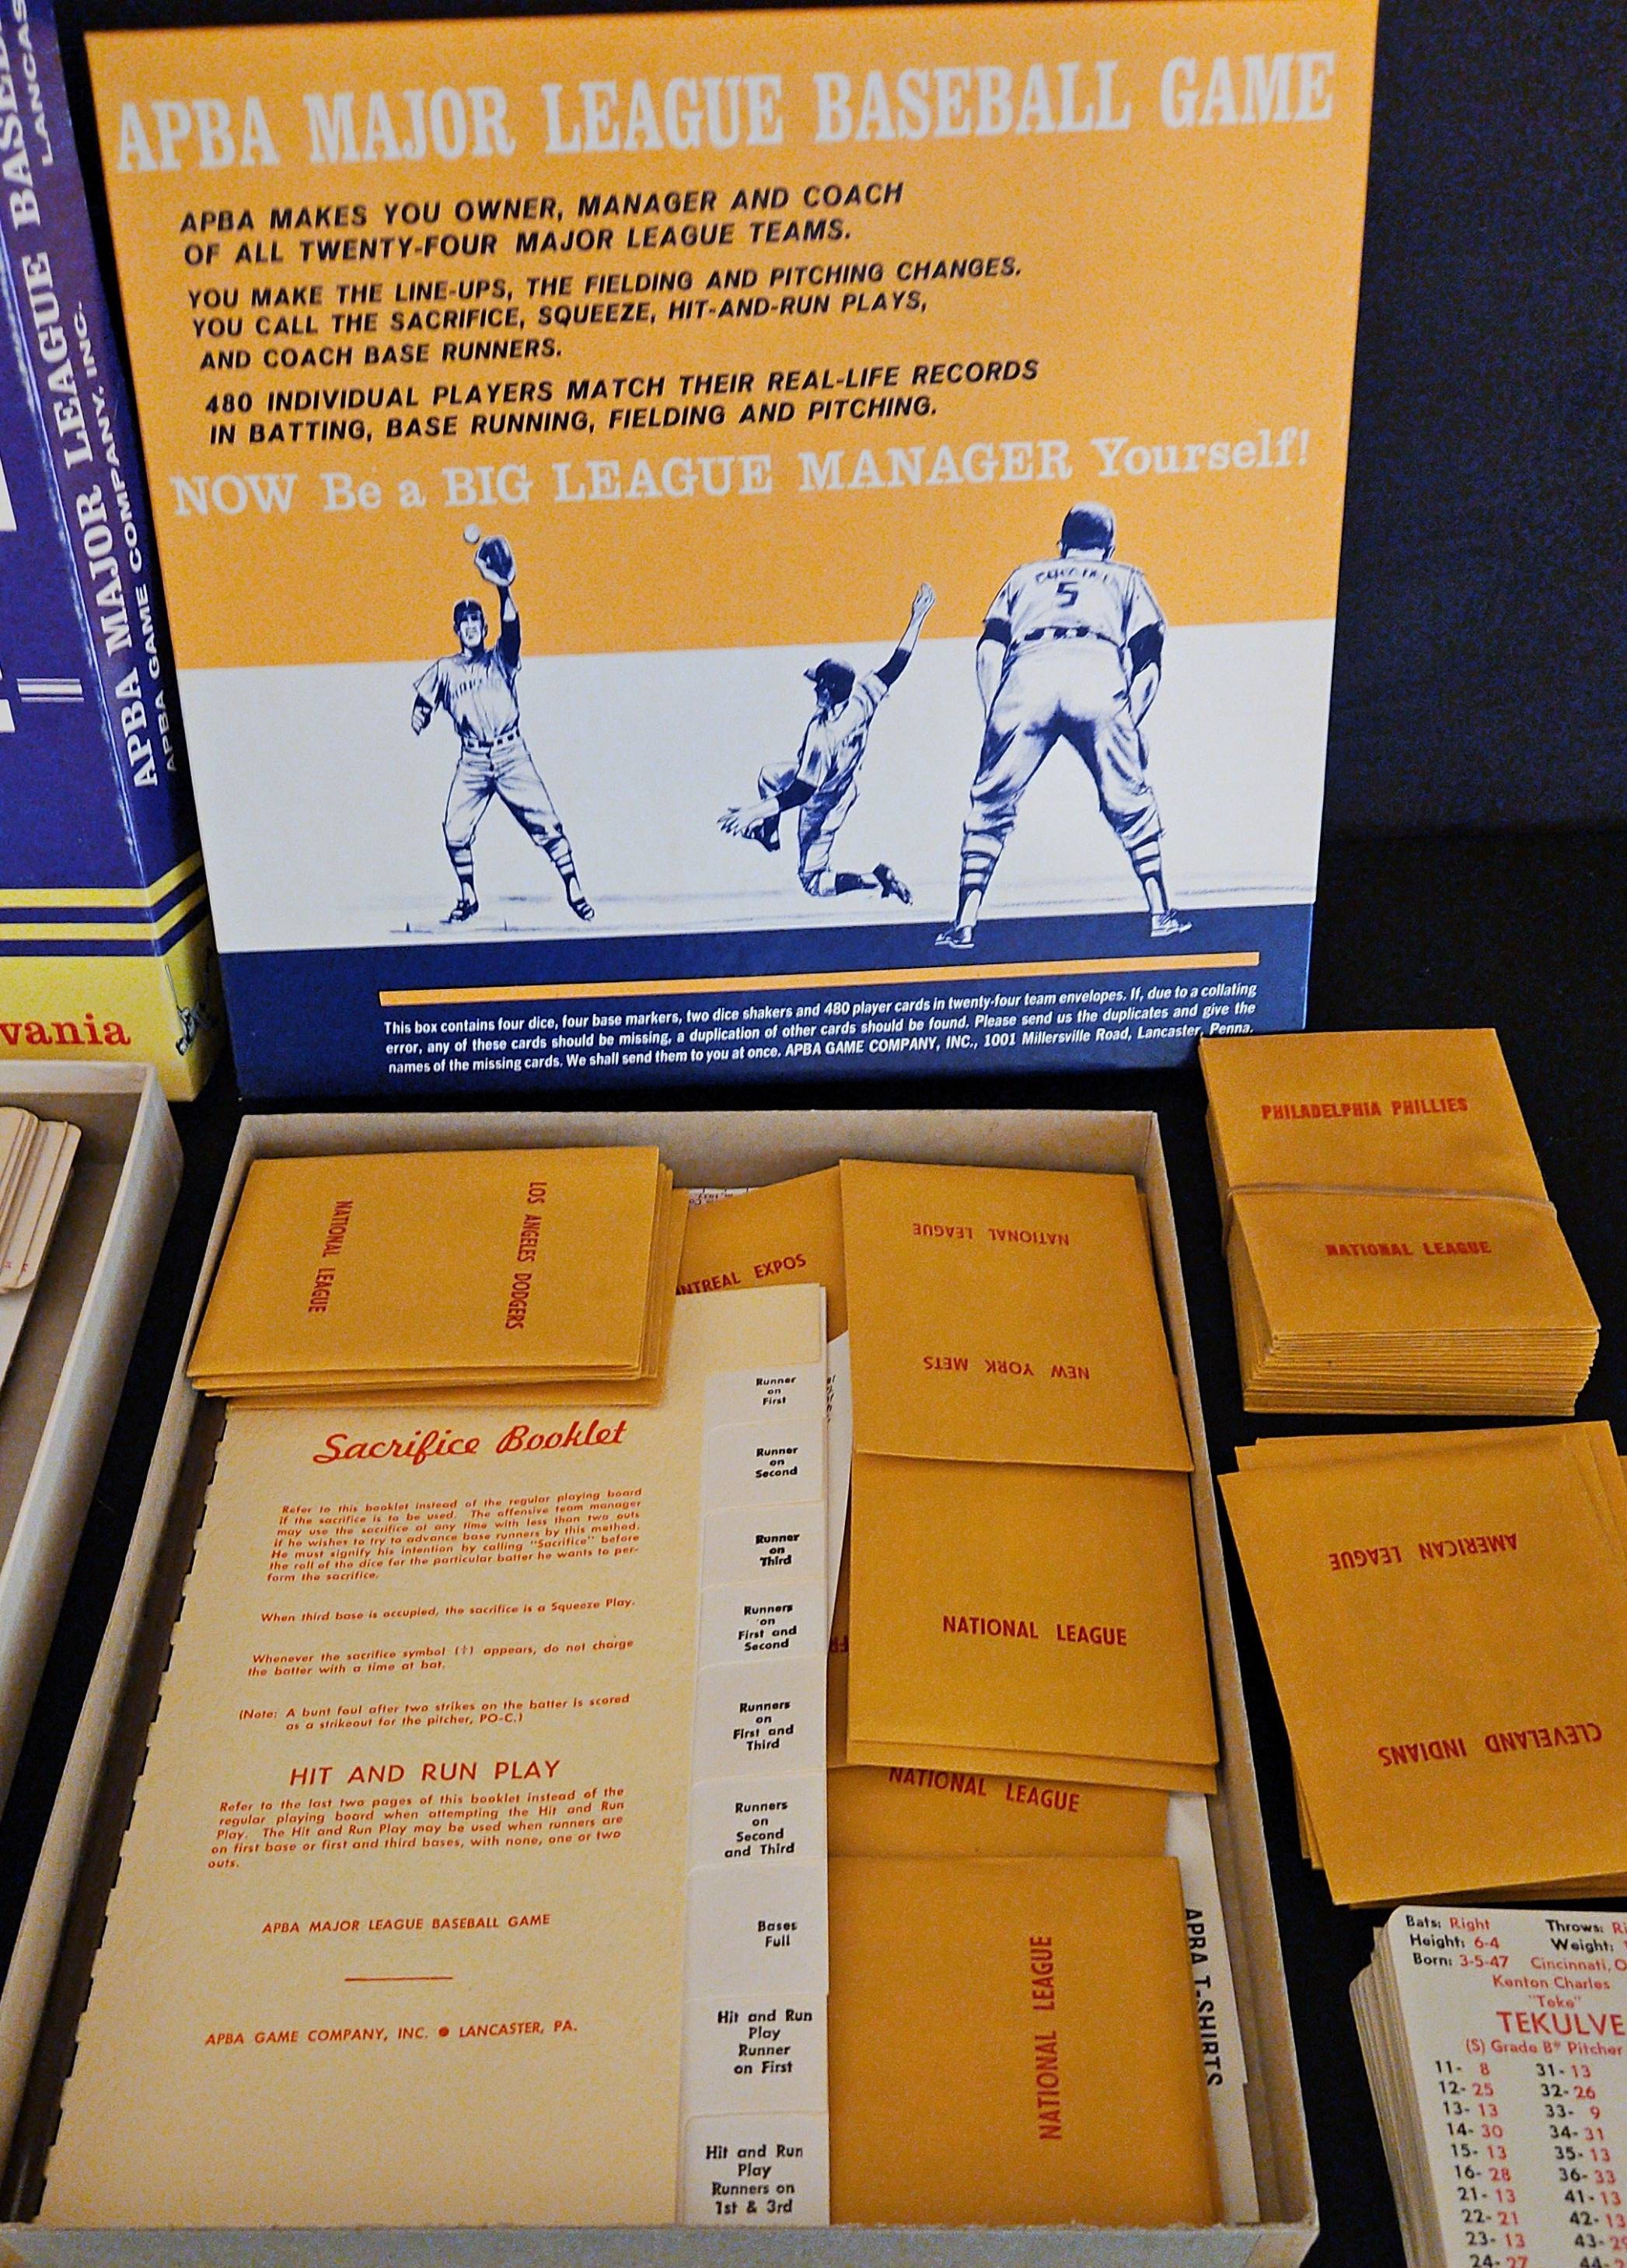 APBA MAJOR LEAGUE BASEBALL GAME
APBA MAKES YOU OWNER, MANAGER AND COACH
OF ALL TWENTY-FOUR MAJOR LEAGUE TEAMS.
YOU MAKE THE LINE-UPS, THE FIELDING AND PITCHING CHANGES.
YOU CALL THE SACRIFICE, SQUEEZE, HIT-AND-RUN PLAYS,
AND COACH BASE RUNNERS.
480 INDIVIDUAL PLAYERS MATCH THEIR REAL-LIFE RECORDS
IN BATTING, BASE RUNNING, FIELDING AND PITCHING.
NOW Be a BIG LEAGUE MANAGER Yourself!
5
This box contains four dice, four base markers, two dice shakers and 480 player cards in twenty-four team envelopes. If, due to a collating
error, any of these cards should be missing, a duplication of other cards should be found. Please send us the duplicates and give the
names of the missing cards. We shall send them to you at once. APBA GAME COMPANY, INC., 1001 Millersville Road, Lancaster, Penna.
APBA MAJOR LEAGUE BASEB
APBA GAME COMPANY, INC. LANCAS
vania
LOS ANGELES DODGERS
NATIONAL LEAGUE
NTREAL EXPOS
NEW YORK METS
NATIONAL LEAGUE
NATIONAL LEAGUE
NATIONAL LEAGUE
NATIONAL LEAGUE
APBA T-SHIRTS
PHILADELPHIA PHILLIES
NATIONAL LEAGUE
CLEVELAND INDIANS
AMERICAN LEAGUE
Sacrifice Booklet
Refer to this booklet instead of the regular playing board
if the sacrifice is to be used. The offensive team manager
may use the sacrifice at any time with less than two outs
if he wishes to try to advance base runners by this method.
He must signify his intention by calling "Sacrifice" before
the roll of the dice for the particular batter he wants to per-
form the sacrifice.
When third base is occupied, the sacrifice is a Squeeze Play.
Whenever the sacrifice symbol (†) appears, do not charge
the batter with a time at bat.
(Note: A bunt foul after two strikes on the batter is scored
as a strikeout for the pitcher, PO-C.)
HIT AND RUN PLAY
Refer to the last two pages of this booklet instead of the
regular playing board when attempting the Hit and Run
Play. The Hit and Run Play may be used when runners are
on first base or first and third bases, with none, one or two
outs.
APBA MAJOR LEAGUE BASEBALL GAME
APBA GAME COMPANY, INC. ● LANCASTER, PA.
Runner
on
First
Runner
on
Second
Runner
on
Third
Runners
on
First and
Second
Runners
on
First and
Third
Runners
on
Second
and Third
Bases
Full
Hit and Run
Play
Runner
on First
Hit and Run
Play
Runners on
1st & 3rd
Bats: Right Throws: Ri
Height: 6-4 Weight:
Born: 3-5-47 Cincinnati, O
Kenton Charles
"Teke"
TEKULVE
(S) Grade B* Pitcher
11- 8 31- 13
12- 25 32- 26
13- 13 33- 9
14- 30 34- 31
15- 13 35- 13
16- 28 36- 33
21- 13 41- 13
22- 21 42- 13
23- 13 43- 2
24- 27 44-